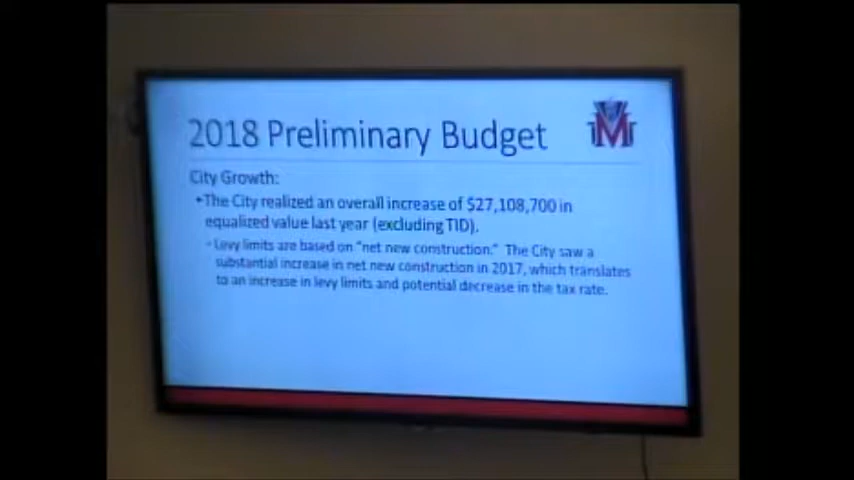 2018 Preliminary Budget
M
City Growth:
•The City realized an overall increase of $27,108,700 in
equalized value last year (excluding TID).
◦Levy limits are based on "net new construction." The City saw a
substantial increase in net new construction in 2017, which translates
to an increase in levy limits and potential decrease in the tax rate.